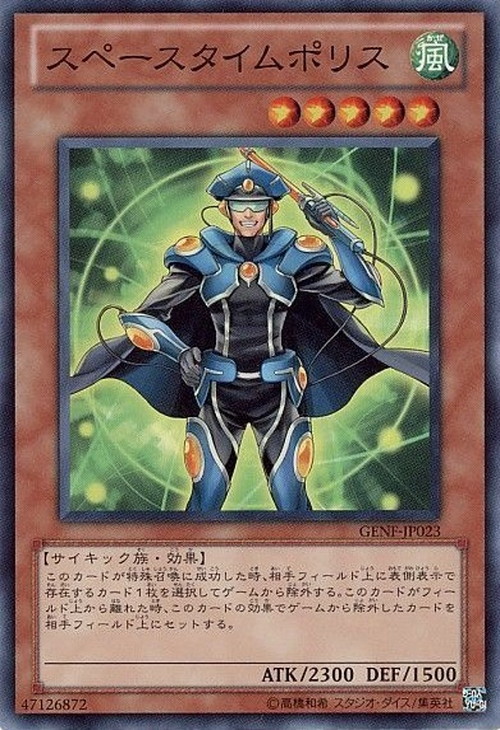 スペースタイムポリス
かぜ
風
GENF-JP023
【サイキック族・効果】
このカードが特殊召喚に成功した時、相手フィールド上に表側表示で
存在するカード1枚を選択してゲームから除外する。このカードがフィー
ルド上から離れた時、このカードの効果でゲームから除外したカードを
相手フィールド上にセットする。
ATK/2300 DEF/1500
47126872
©高橋和希 スタジオ・ダイス/集英社